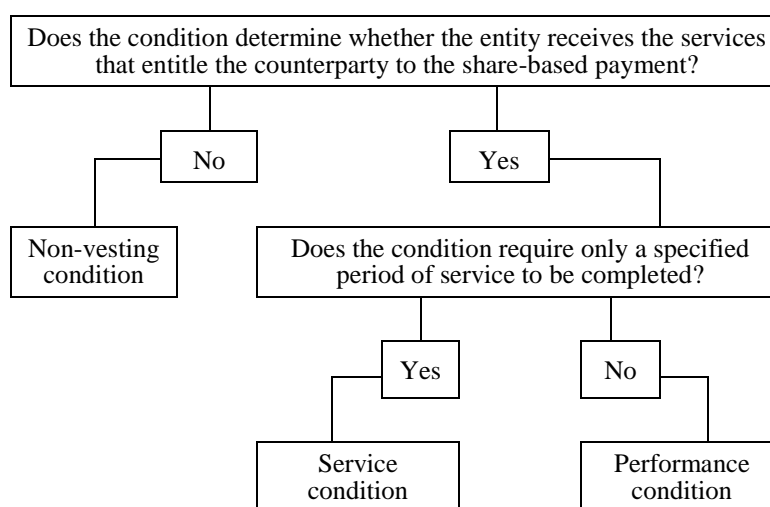 Does the condition determine whether the entity receives the services
that entitle the counterparty to the share-based payment?
No
Yes
Non-vesting
condition
Does the condition require only a specified
period of service to be completed?
Yes
No
Service
condition
Performance
condition